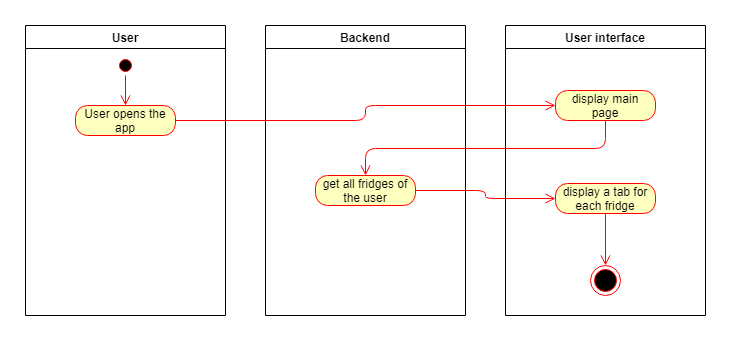 User
Backend
User interface
User opens the
app
display main
page
get all fridges of
the user
display a tab for
each fridge